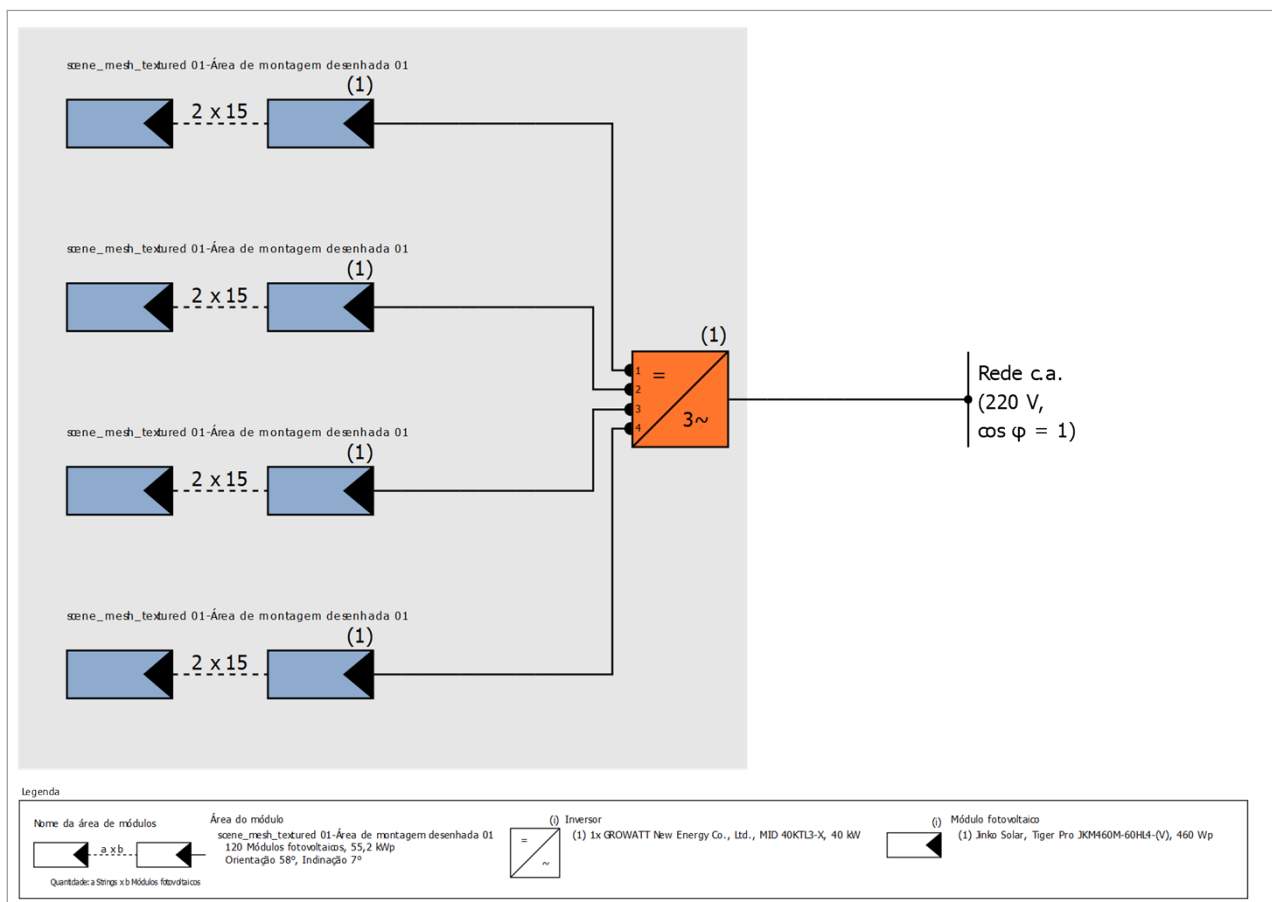 scene_mesh_textured 01-Área de montagem desenhada 01
(1)
2 x 15
scene_mesh_textured 01-Área de montagem desenhada 01
(1)
2 x 15
(1)
1
=
2
3
3~
4
Rede c.a.
(220 V,
cos φ = 1)
scene_mesh_textured 01-Área de montagem desenhada 01
(1)
2 x 15
scene_mesh_textured 01-Área de montagem desenhada 01
(1)
2 x 15
Legenda
Nome da área de módulos
a x b
Quantidade: a Strings x b Módulos fotovoltaicos
Área do módulo
scene_mesh_textured 01-Área de montagem desenhada 01
120 Módulos fotovoltaicos, 55,2 kWp
Orientação 58°, Inclinação 7°
(i) Inversor
=
~
(1) 1x GROWATT New Energy Co., Ltd., MID 40KTL3-X, 40 kW
(i) Módulo fotovoltaico
(1) Jinko Solar, Tiger Pro JKM460M-60HL4-(V), 460 Wp